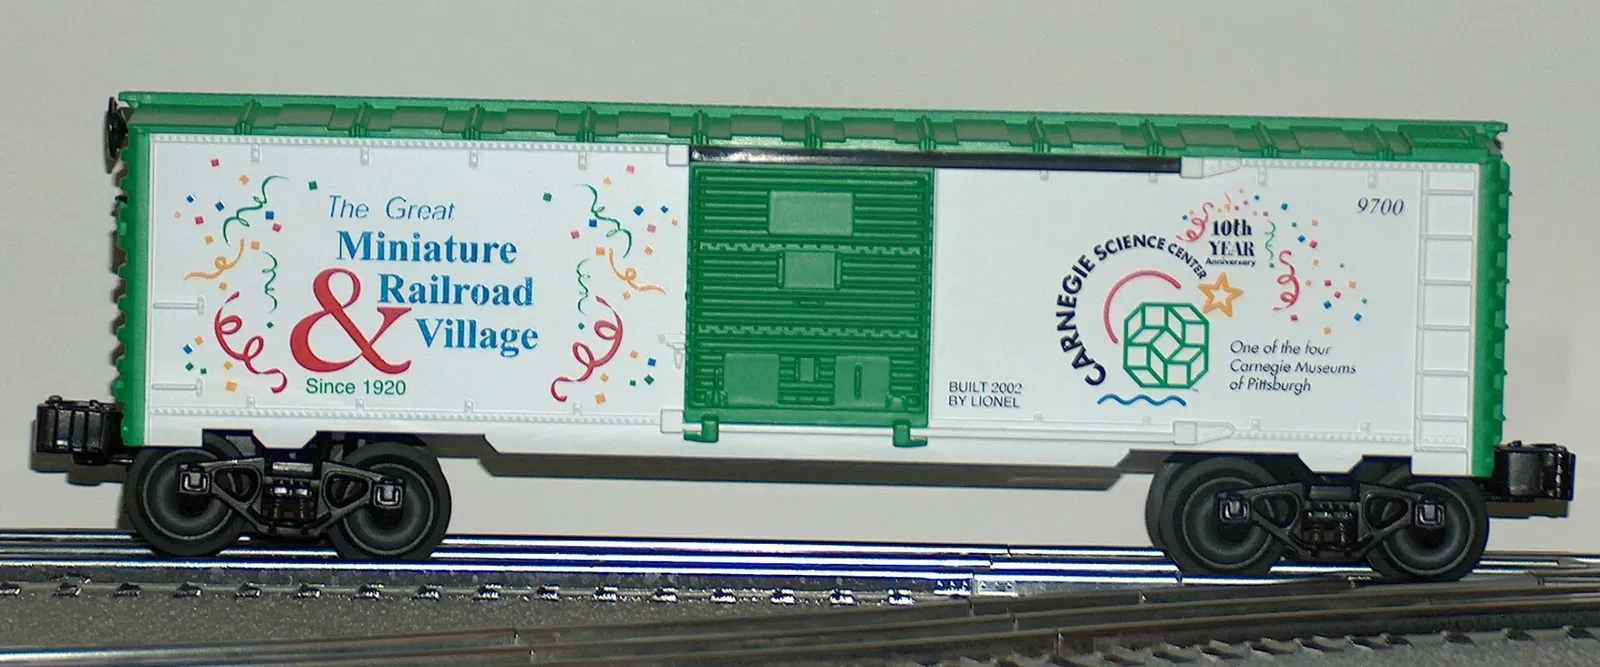 The Great
Miniature
&
Railroad
Village
Since 1920
BUILT 2002
BY LIONEL
CARNEGIE SCIENCE CENTER
10th
YEAR
Anniversary
9700
One of the four
Carnegie Museums
of Pittsburgh